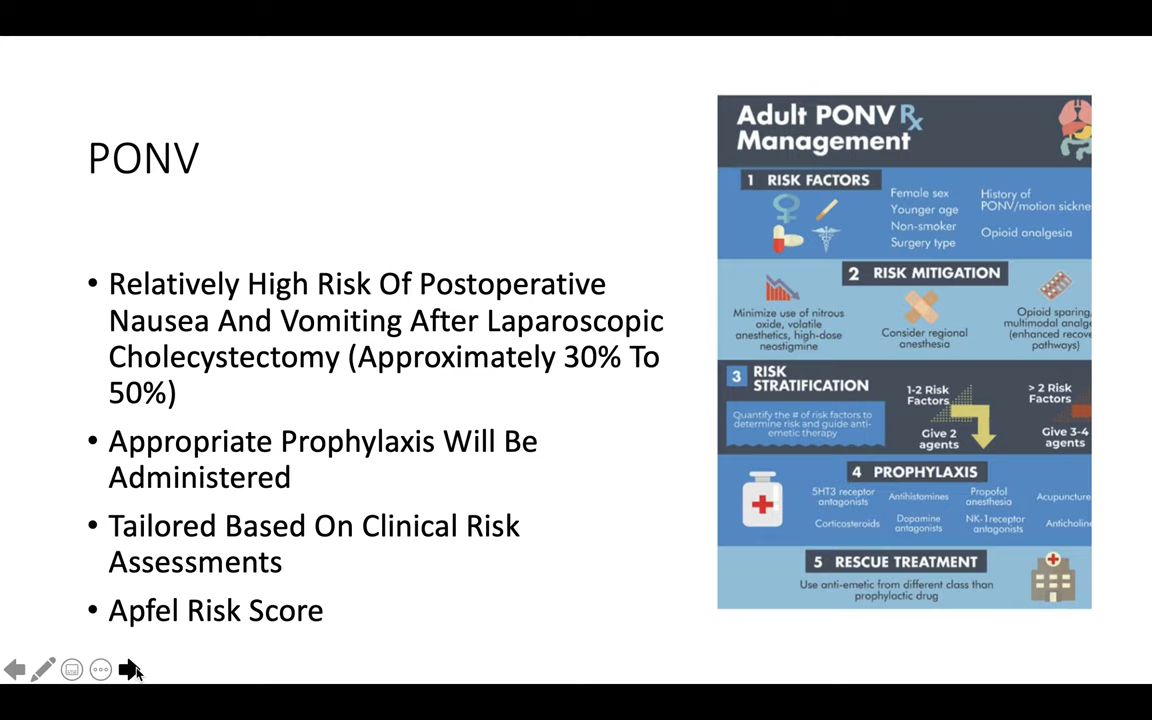 PONV
• Relatively High Risk Of Postoperative
Nausea And Vomiting After Laparoscopic
Cholecystectomy (Approximately 30% To
50%)
• Appropriate Prophylaxis Will Be
Administered
• Tailored Based On Clinical Risk
Assessments
• Apfel Risk Score
Adult PONV Rx
Management
1 RISK FACTORS
Female sex
Younger age
Non-smoker
Surgery type
History of
PONV/motion sickne
Opioid analgesia
2 RISK MITIGATION
Minimize use of nitrous
oxide, volatile
anesthetics, high-dose
neostigmine
Consider regional
anesthesia
Opioid sparing,
multimodal analge
(enhanced recove
pathways)
3 RISK
STRATIFICATION
Quantify the # of risk factors to
determine risk and guide anti-
emetic therapy
1-2 Risk
Factors
Give 2
agents
> 2 Risk
Factors
Give 3-4
agents
4 PROPHYLAXIS
5HT3 receptor
antagonists
Antihistamines
Propofol
anesthesia
Acupuncture
Corticosteroids
Dopamine
antagonists
NK-1receptor
antagonists
Anticholine
5 RESCUE TREATMENT
Use anti-emetic from different class than
prophylactic drug